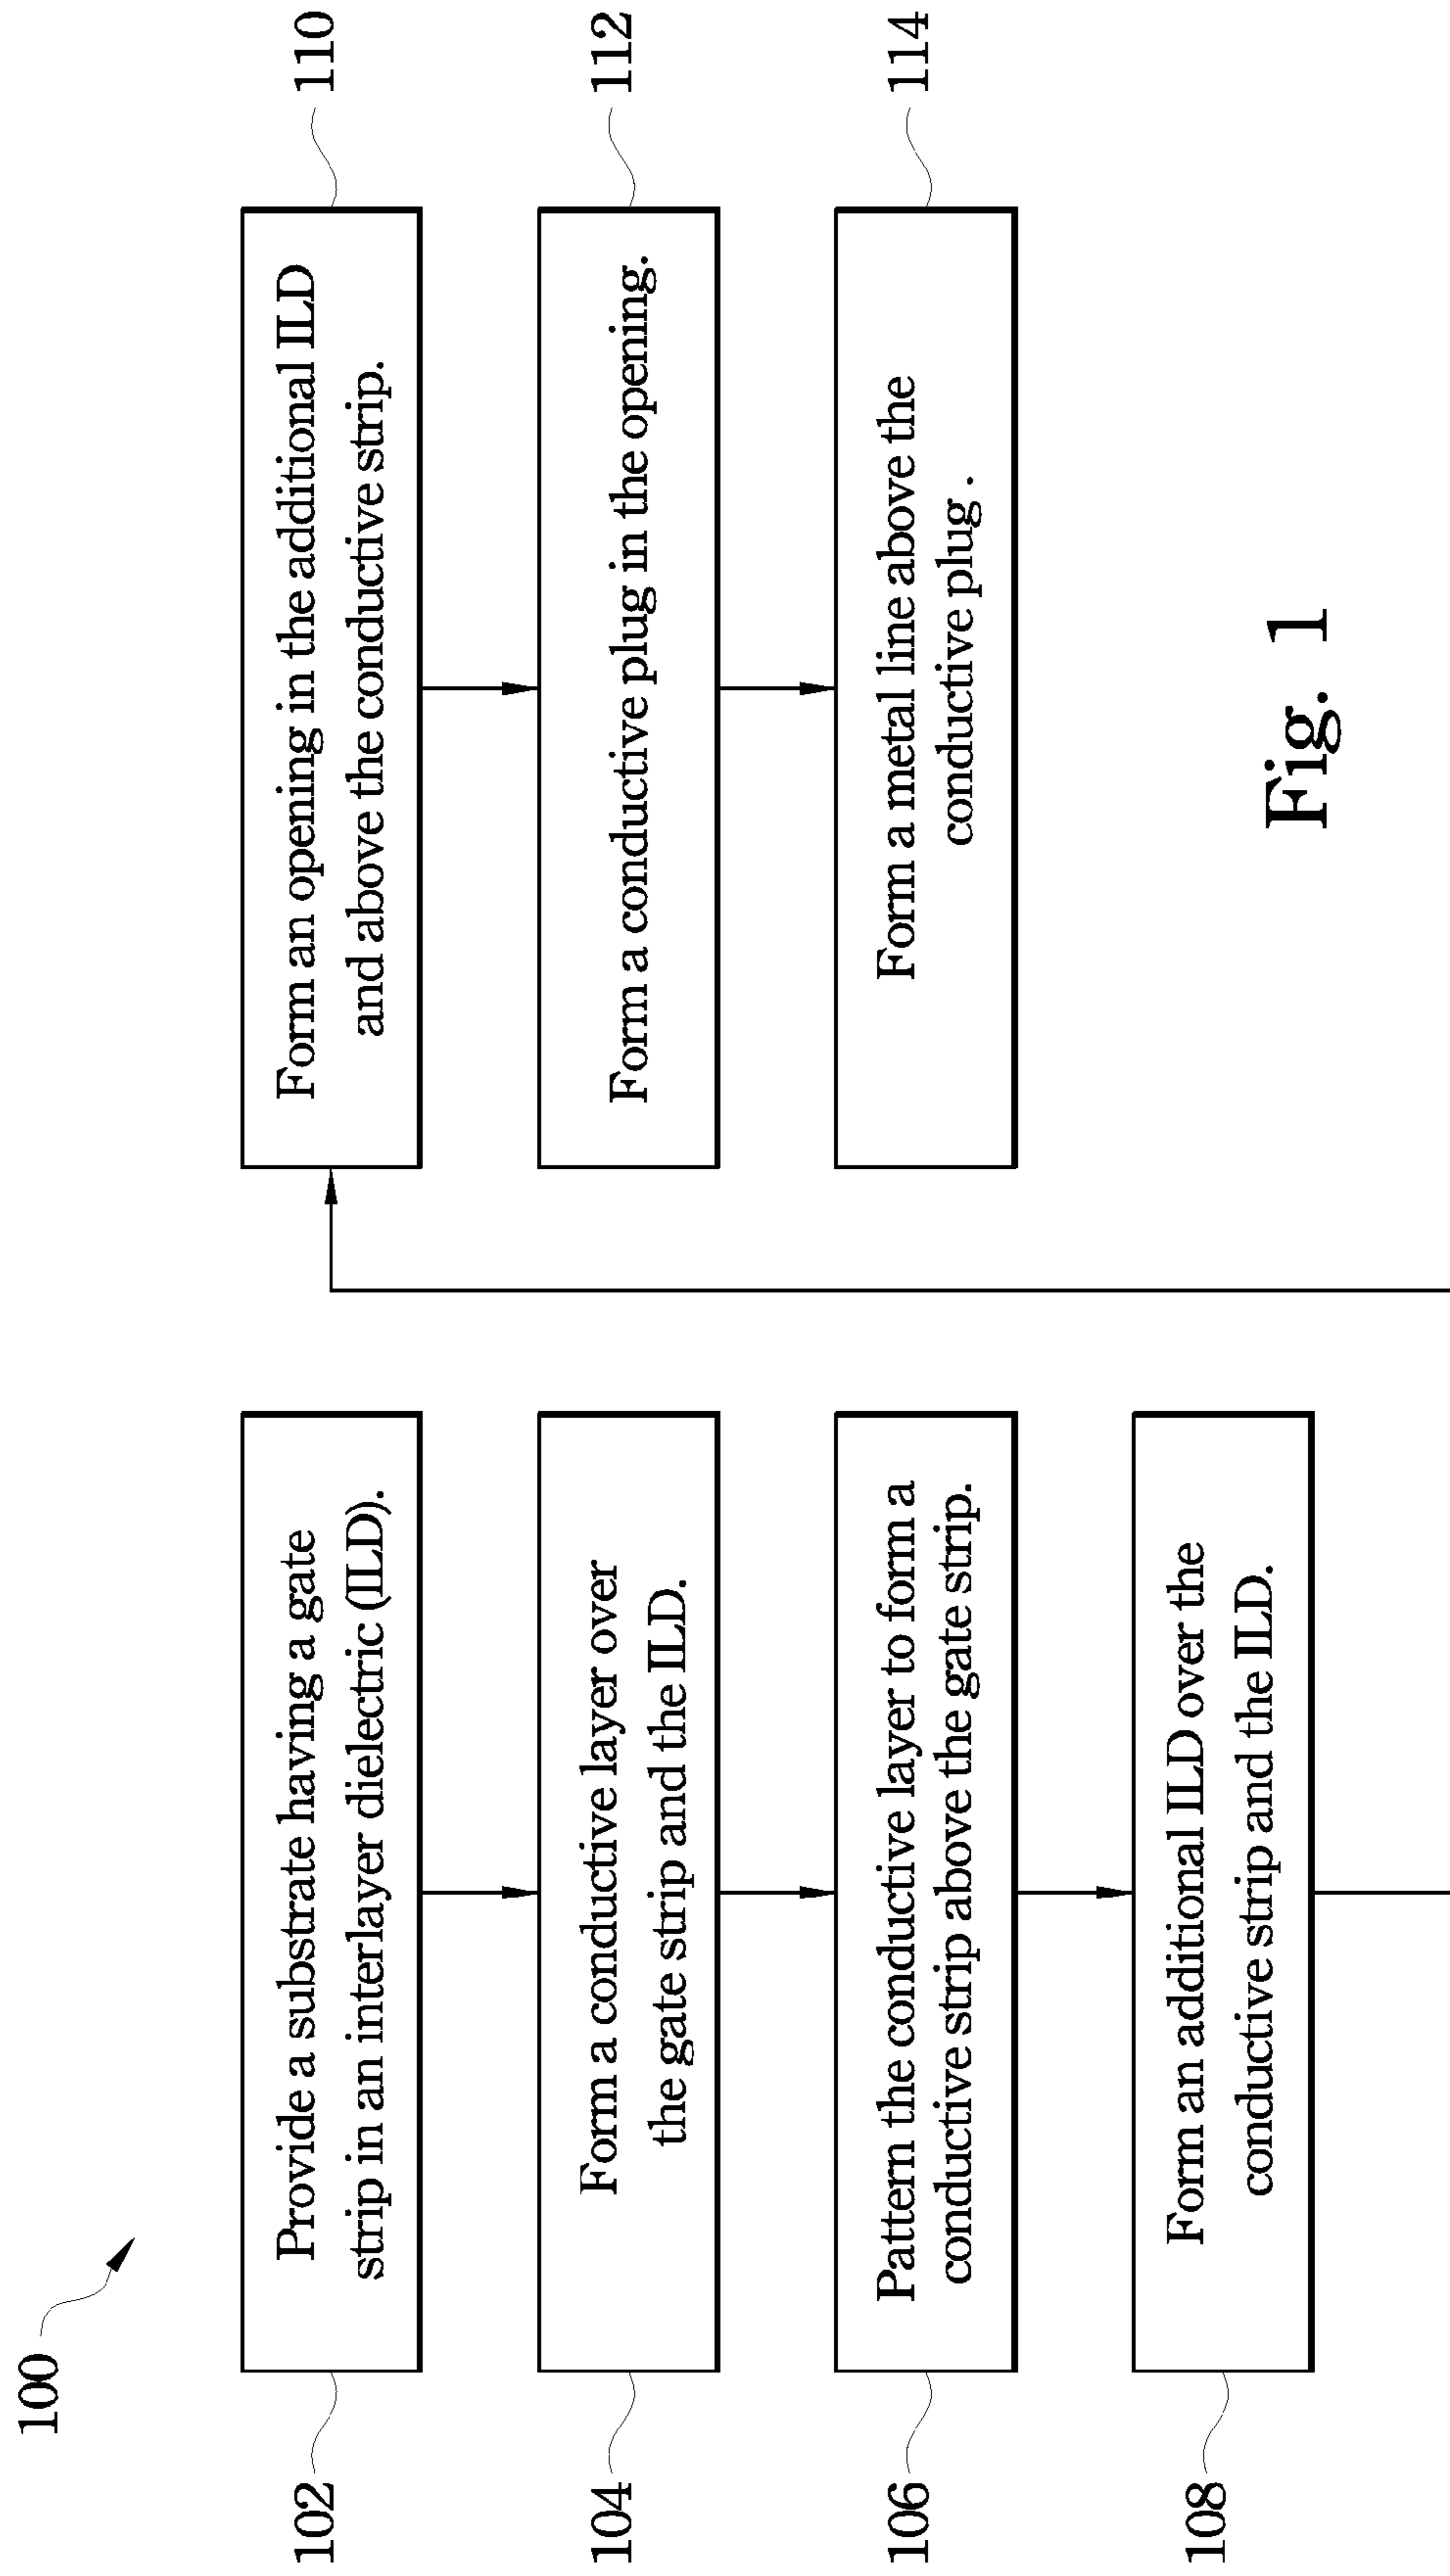 100
102
Provide a substrate having a gate
strip in an interlayer dielectric (ILD).
104
Form a conductive layer over
the gate strip and the ILD.
106
Pattern the conductive layer to form a
conductive strip above the gate strip.
108
Form an additional ILD over the
conductive strip and the ILD.
Form an opening in the additional ILD
and above the conductive strip.
110
Form a conductive plug in the opening.
112
Form a metal line above the
conductive plug .
114
Fig. 1